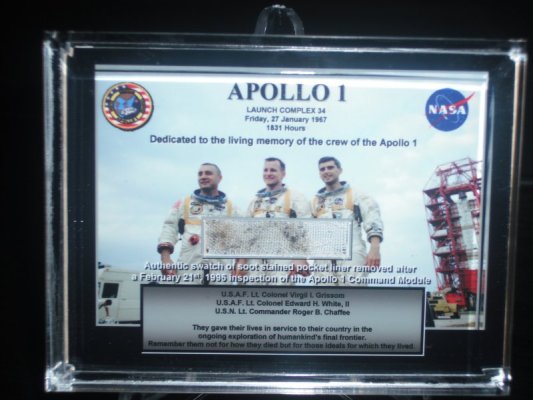 APOLLO 1
LAUNCH COMPLEX 34
Friday, 27 January 1967
1831 Hours
NASA
Dedicated to the living memory of the crew of the Apollo 1
Authentic swatch of soot stained pocket liner removed after
a February 21st 1986 inspection of the Apollo 1 Command Module
U.S.A.F. Lt. Colonel Virgil I. Grissom
U.S.A.F. Lt. Colonel Edward H. White, II
U.S.N. Lt. Commander Roger B. Chaffee
They gave their lives in service to their country in the
ongoing exploration of humankind's final frontier.
Remember them not for how they died but for those ideals for which they lived.